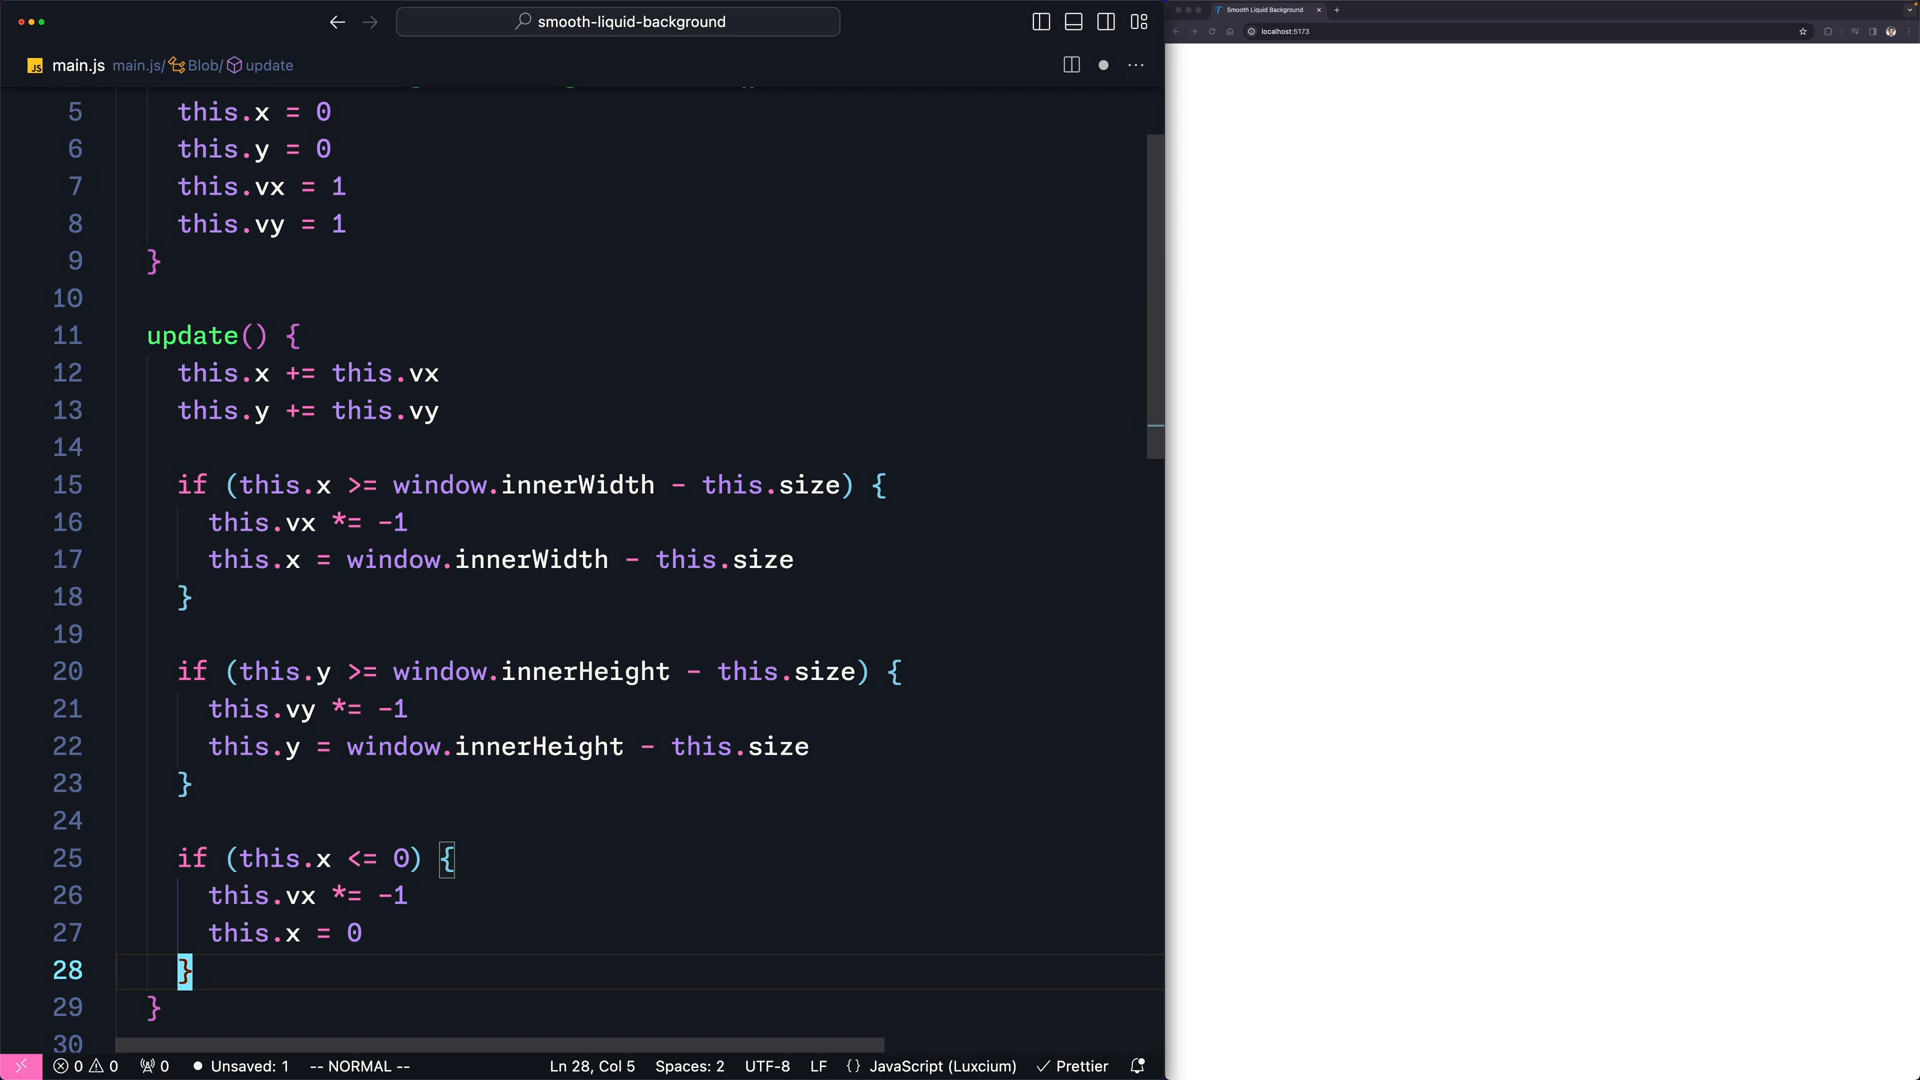 smooth-liquid-background
Smooth Liquid Background
localhost:5173
JS main.js main.js/ Blob/ update
5 this.x = 0
6 this.y = 0
7 this.vx = 1
8 this.vy = 1
9 }
10
11 update() {
12 this.x += this.vx
13 this.y += this.vy
14
15 if (this.x >= window.innerWidth - this.size) {
16 this.vx *= -1
17 this.x = window.innerWidth - this.size
18 }
19
20 if (this.y >= window.innerHeight - this.size) {
21 this.vy *= -1
22 this.y = window.innerHeight - this.size
23 }
24
25 if (this.x <= 0) {
26 this.vx *= -1
27 this.x = 0
28 }
29 }
30
0 0 0 Unsaved: 1 -- NORMAL -- Ln 28, Col 5 Spaces: 2 UTF-8 LF {} JavaScript (Luxcium) Prettier